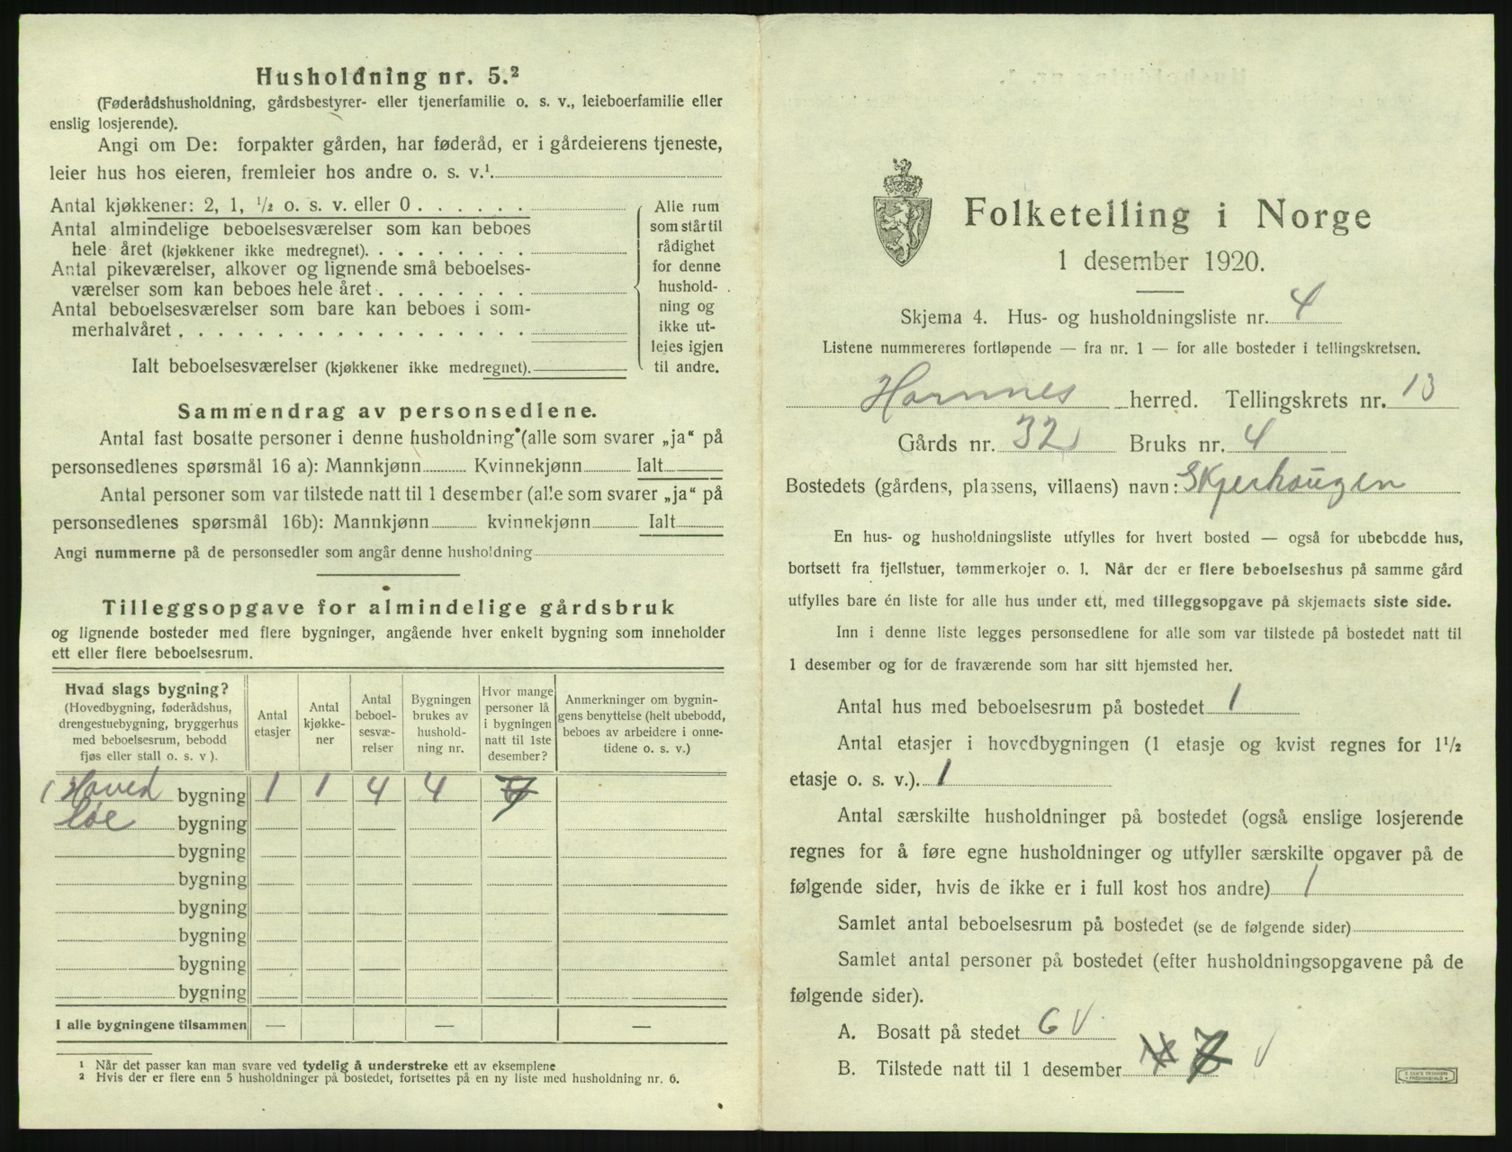 Husholdning nr. 5.²
(Føderådshusholdning, gårdsbestyrer- eller tjenerfamilie o. s. v., leieboerfamilie eller
enslig losjerende).
Angi om De: forpakter gården, har føderåd, er i gårdeierens tjeneste,
leier hus hos eieren, fremleier hos andre o. s. v.¹
Antal kjøkkener: 2, 1, ½ o. s. v. eller 0
Antal almindelige beboelsesværelser som kan beboes
hele året (kjøkkener ikke medregnet).
Antal pikeværelser, alkover og lignende små beboelses-
værelser som kan beboes hele året
Antal beboelsesværelser som bare kan beboes i som-
merhalvåret
Ialt beboelsesværelser (kjøkkener ikke medregnet).
Alle rum
som står til
rådighet
for denne
hushold-
ning og
ikke ut-
leies igjen
til andre.
Sammendrag av personsedlene.
Antal fast bosatte personer i denne husholdning (alle som svarer „ja“ på
personsedlenes spørsmål 16 a): Mannkjønn Kvinnekjønn Ialt
Antal personer som var tilstede natt til 1 desember (alle som svarer „ja“ på
personsedlenes spørsmål 16b): Mannkjønn kvinnekjønn Ialt
Angi nummerne på de personsedler som angår denne husholdning
Tilleggsopgave for almindelige gårdsbruk
og lignende bosteder med flere bygninger, angående hver enkelt bygning som inneholder
ett eller flere beboelsesrum.
Hvad slags bygning?
(Hovedbygning, føderådshus,
drengestuebygning, bryggerhus
med beboelsesrum, bebodd
fjøs eller stall o. s. v ).
Antal
etasjer
Antal
kjøkke-
ner
Antal
beboel-
sesvæ-
relser
Bygningen
brukes av
hushold-
ning nr.
Hvor mange
personer lå
i bygningen
natt til 1ste
desember?
Anmerkninger om bygnin-
gens benyttelse (helt ubebodd,
beboes av arbeidere i onne-
tidene o. s. v.)
1 Hoved bygning 1 1 4 4 7
løe bygning
bygning
bygning
bygning
bygning
bygning
bygning
I alle bygningene tilsammen — — —
¹ Når det passer kan man svare ved tydelig å understreke ett av eksemplene
² Hvis der er flere enn 5 husholdninger på bostedet, fortsettes på en ny liste med husholdning nr. 6.
Folketelling i Norge
1 desember 1920.
Skjema 4. Hus- og husholdningsliste nr. 4
Listene nummereres fortløpende — fra nr. 1 — for alle bosteder i tellingskretsen.
Hornnes herred. Tellingskrets nr. 13
Gårds nr. 32 Bruks nr. 4
Bostedets (gårdens, plassens, villaens) navn: Skjerhaugen
En hus- og husholdningsliste utfylles for hvert bosted — også for ubebodde hus,
bortsett fra fjellstuer, tømmerkojer o. l. Når der er flere beboelseshus på samme gård
utfylles bare én liste for alle hus under ett, med tilleggsopgave på skjemaets siste side.
Inn i denne liste legges personsedlene for alle som var tilstede på bostedet natt til
1 desember og for de fraværende som har sitt hjemsted her.
Antal hus med beboelsesrum på bostedet 1
Antal etasjer i hovedbygningen (1 etasje og kvist regnes for 1½
etasje o. s. v.). 1
Antal særskilte husholdninger på bostedet (også enslige losjerende
regnes for å føre egne husholdninger og utfyller særskilte opgaver på de
følgende sider, hvis de ikke er i full kost hos andre) 1
Samlet antal beboelsesrum på bostedet (se de følgende sider)
Samlet antal personer på bostedet (efter husholdningsopgavene på de
følgende sider).
A. Bosatt på stedet 6 V
B. Tilstede natt til 1 desember 7 V